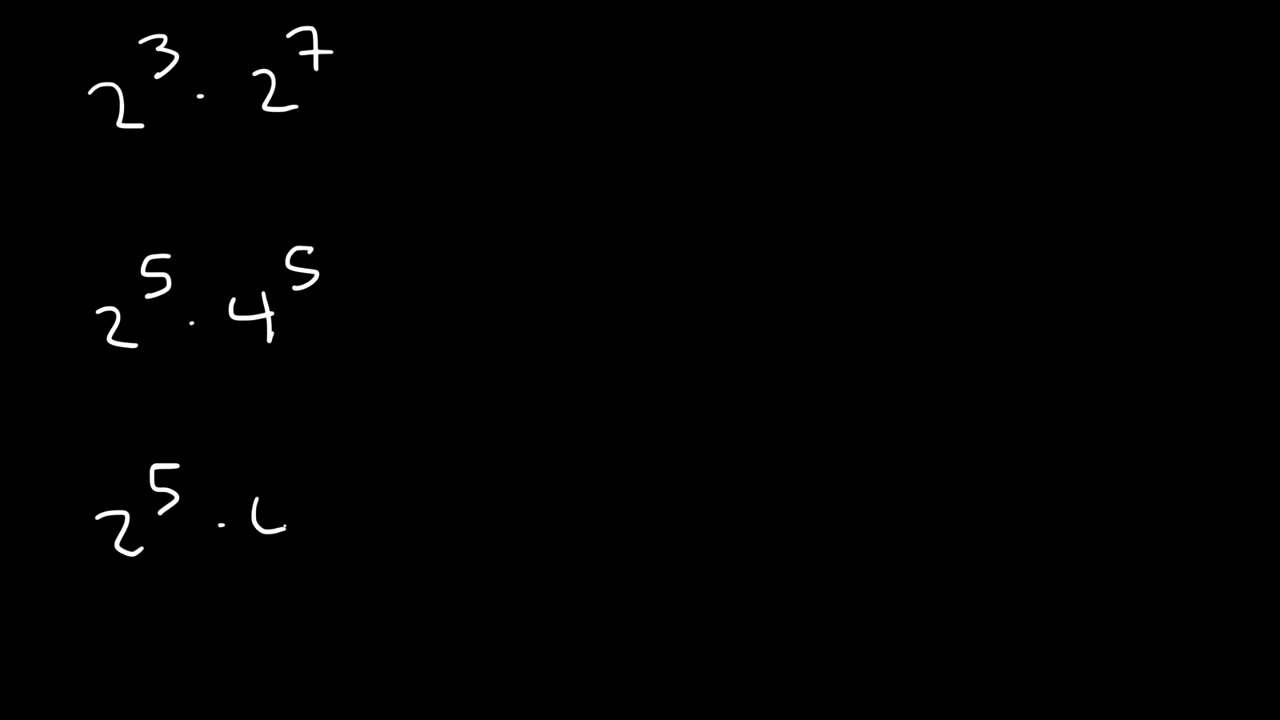 2³ · 2⁷
2⁵ · 4⁵
2⁵ ·